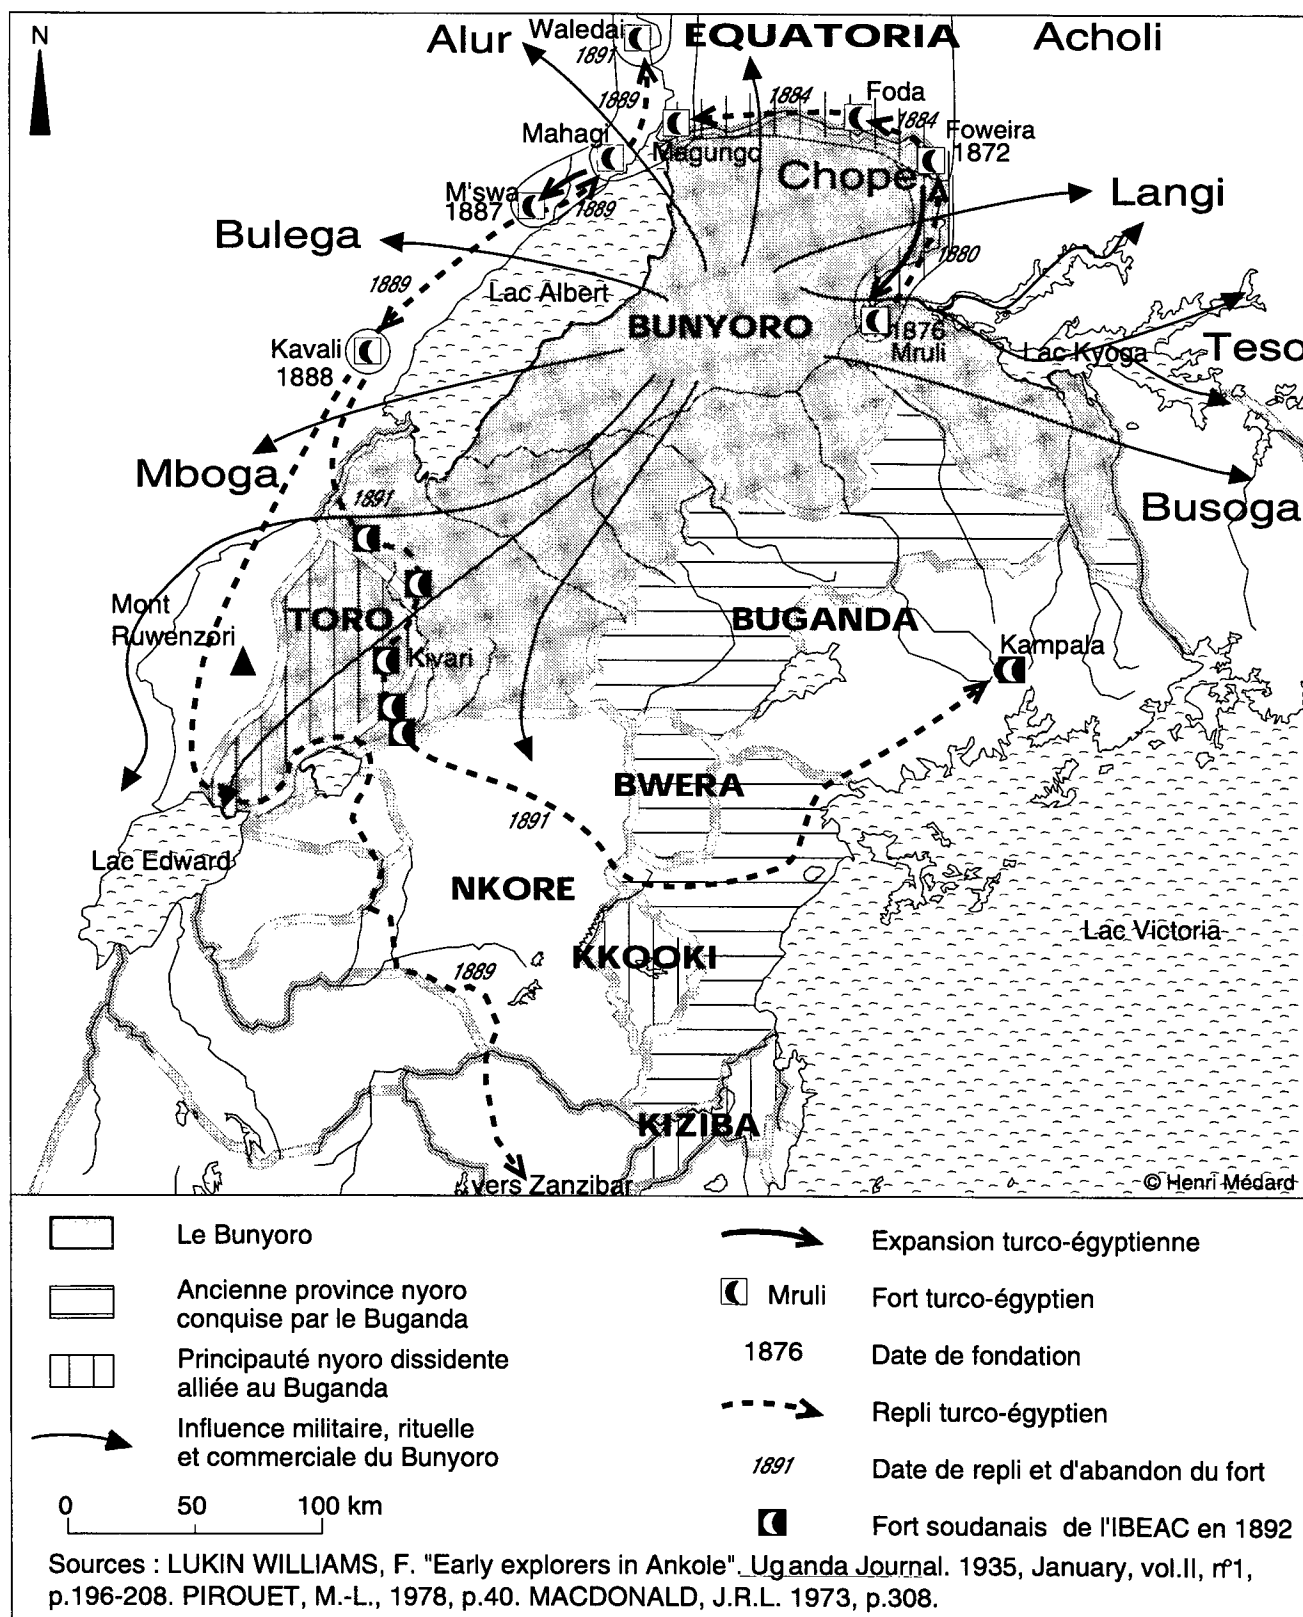 N
Alur
Waledai
1891
EQUATORIA
Acholi
1889
1884
Foda
1884
Foweira
1872
Mahagi
Magungo
Chope
M'swa
1887
1889
Langi
Bulega
1880
1889
Lac Albert
BUNYORO
1876
Mruli
Kavali
1888
Lac Kyoga
Teso
Mboga
1891
Busoga
Mont
Ruwenzori
TORO
BUGANDA
Kivari
Kampala
BWERA
1891
Lac Edward
NKORE
Lac Victoria
KKOOKI
1889
KIZIBA
vers Zanzibar
© Henri Médard
Le Bunyoro
Ancienne province nyoro
conquise par le Buganda
Principauté nyoro dissidente
alliée au Buganda
Influence militaire, rituelle
et commerciale du Bunyoro
0 50 100 km
Expansion turco-égyptienne
Mruli Fort turco-égyptien
1876 Date de fondation
Repli turco-égyptien
1891 Date de repli et d'abandon du fort
Fort soudanais de l'IBEAC en 1892
Sources : LUKIN WILLIAMS, F. "Early explorers in Ankole". Uganda Journal. 1935, January, vol.II, n°1,
p.196-208. PIROUET, M.-L., 1978, p.40. MACDONALD, J.R.L. 1973, p.308.